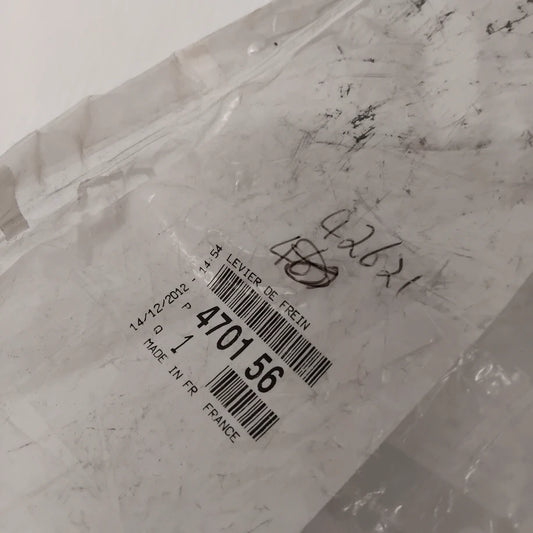 42621
14/12/2012 - 14:54
LEVIER DE FREIN
P 470156
Q 1
MADE IN FR FRANCE